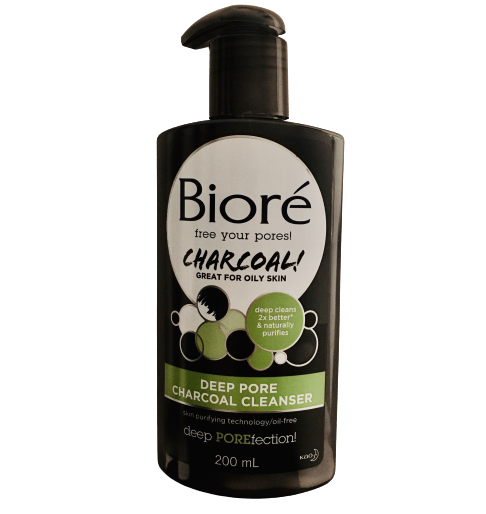 Bioré
free your pores!
CHARCOAL!
GREAT FOR OILY SKIN
deep cleans
2x better*
& naturally
purifies
DEEP PORE
CHARCOAL CLEANSER
skin purifying technology/oil-free
deep POREfection!
200 mL
Kao